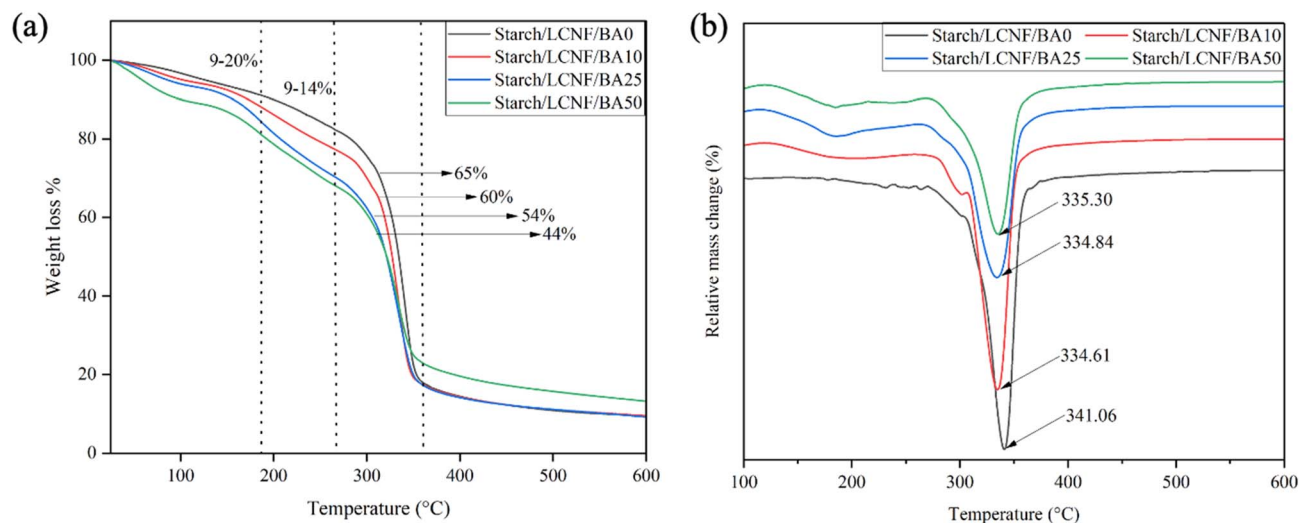 (a)
Starch/LCNF/BA0
Starch/LCNF/BA10
Starch/LCNF/BA25
Starch/LCNF/BA50
9-20%
9-14%
65%
60%
54%
44%
100
80
60
40
20
0
Weight loss %
100 200 300 400 500 600
Temperature (°C)
(b)
Starch/LCNF/BA0 Starch/LCNF/BA10
Starch/LCNF/BA25 Starch/LCNF/BA50
335.30
334.84
334.61
341.06
Relative mass change (%)
100 200 300 400 500 600
Temperature (°C)